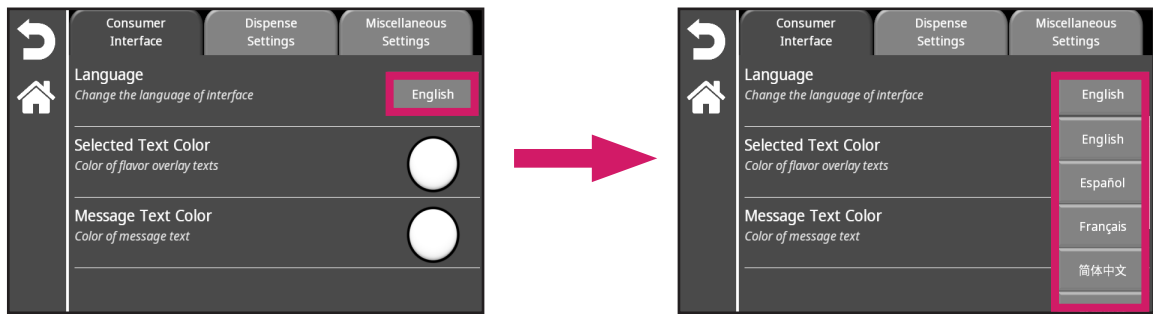 Consumer
Interface
Dispense
Settings
Miscellaneous
Settings
Language
Change the language of interface
English
Selected Text Color
Color of flavor overlay texts
Message Text Color
Color of message text
Consumer
Interface
Dispense
Settings
Miscellaneous
Settings
Language
Change the language of interface
English
English
Selected Text Color
Color of flavor overlay texts
Español
Message Text Color
Color of message text
Français
简体中文